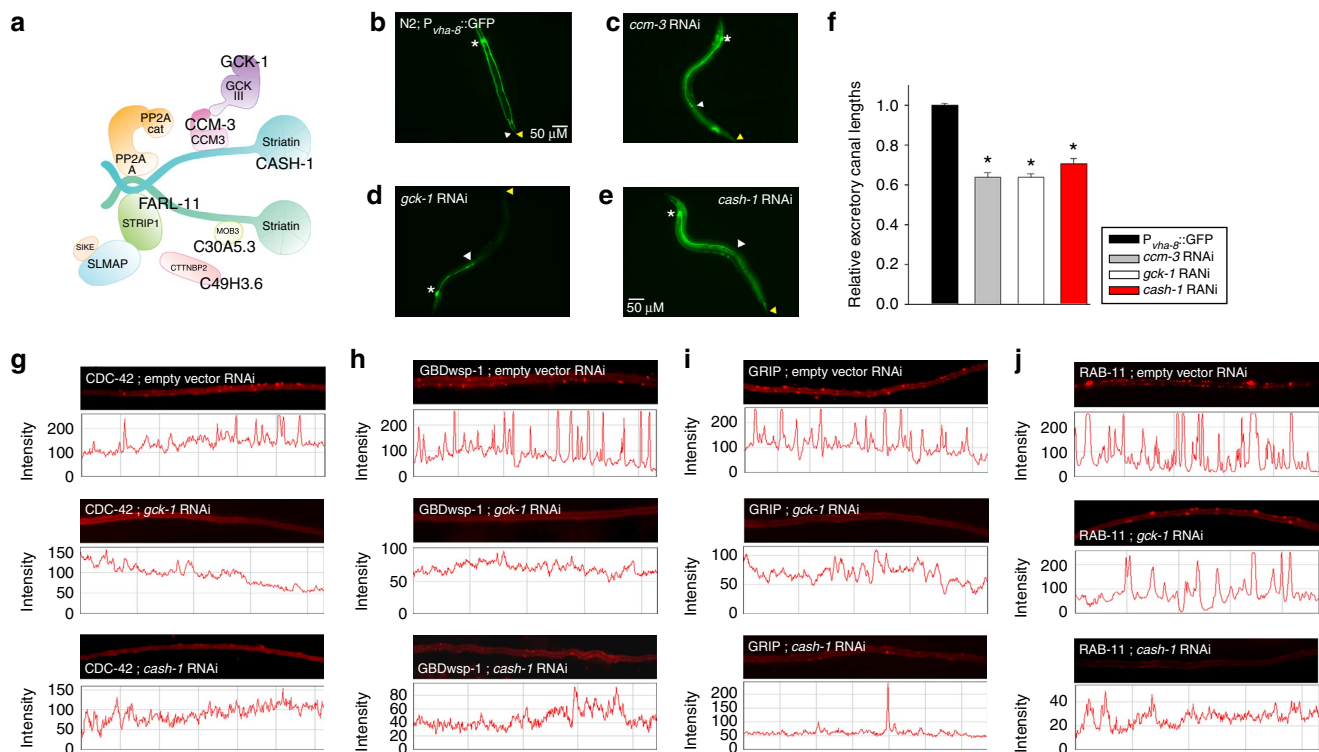 a
GCK-1
GCK
III
PP2A
cat
CCM-3
CCM3
PP2A
A
Striatin
CASH-1
FARL-11
STRIP1
MOB3
C30A5.3
Striatin
SIKE
SLMAP
CTTNBP2
C49H3.6
b
N2; Pvha-8::GFP
*
50 µM
c
ccm-3 RNAi
*
d
gck-1 RNAi
*
e
cash-1 RNAi
*
50 µM
f
Relative excretory canal lengths
1.0
0.8
0.6
0.4
0.2
0.0
*
*
*
Pvha-8::GFP
ccm-3 RNAi
gck-1 RANi
cash-1 RANi
g
CDC-42 ; empty vector RNAi
Intensity
200
100
0
CDC-42 ; gck-1 RNAi
Intensity
150
100
50
0
CDC-42 ; cash-1 RNAi
Intensity
150
100
50
0
h
GBDwsp-1 ; empty vector RNAi
Intensity
200
100
0
GBDwsp-1 ; gck-1 RNAi
Intensity
100
50
0
GBDwsp-1 ; cash-1 RNAi
Intensity
80
60
40
20
0
i
GRIP ; empty vector RNAi
Intensity
200
100
0
GRIP ; gck-1 RNAi
Intensity
100
50
0
GRIP ; cash-1 RNAi
Intensity
200
150
100
50
0
j
RAB-11 ; empty vector RNAi
Intensity
200
100
0
RAB-11 ; gck-1 RNAi
Intensity
200
100
0
RAB-11 ; cash-1 RNAi
Intensity
40
20
0